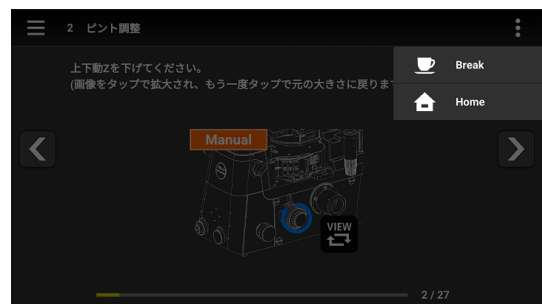 2 ピント調整
上下動Zを下げてください。
(画像をタップで拡大され、もう一度タップで元の大きさに戻りま
Break
Home
Manual
VIEW
2 / 27